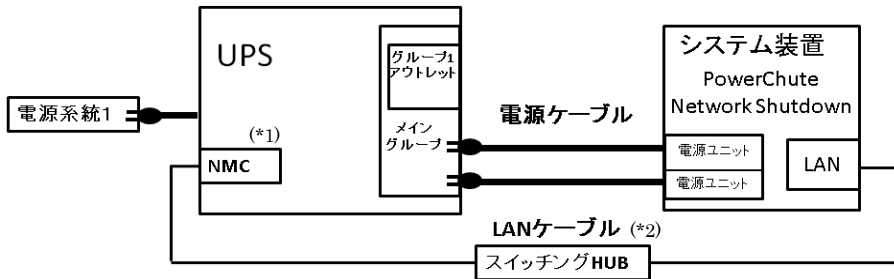 電源系統1
UPS
(*1)
NMC
グループ1
アウトレット
メイン
グループ
電源ケーブル
システム装置
PowerChute
Network Shutdown
電源ユニット
電源ユニット
LAN
LANケーブル (*2)
スイッチングHUB